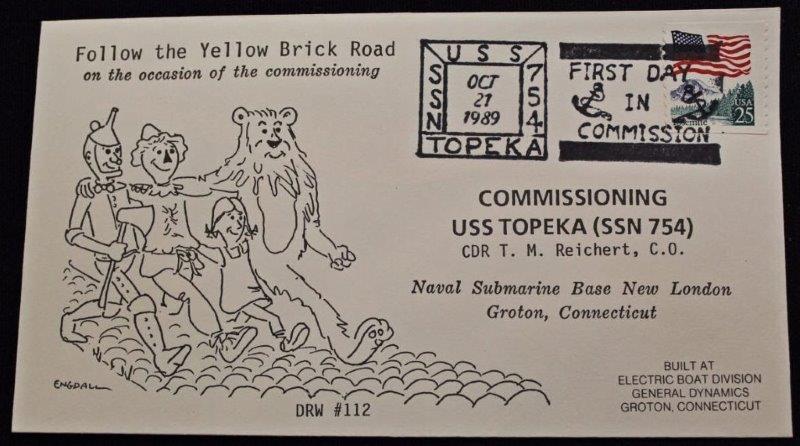 Follow the Yellow Brick Road
on the occasion of the commissioning
USS
SSN
754
TOPEKA
OCT
21
1989
FIRST DAY
IN
COMMISSION
USA
25
COMMISSIONING
USS TOPEKA (SSN 754)
CDR T. M. Reichert, C.O.
Naval Submarine Base New London
Groton, Connecticut
ENGDALL
DRW #112
BUILT AT
ELECTRIC BOAT DIVISION
GENERAL DYNAMICS
GROTON, CONNECTICUT